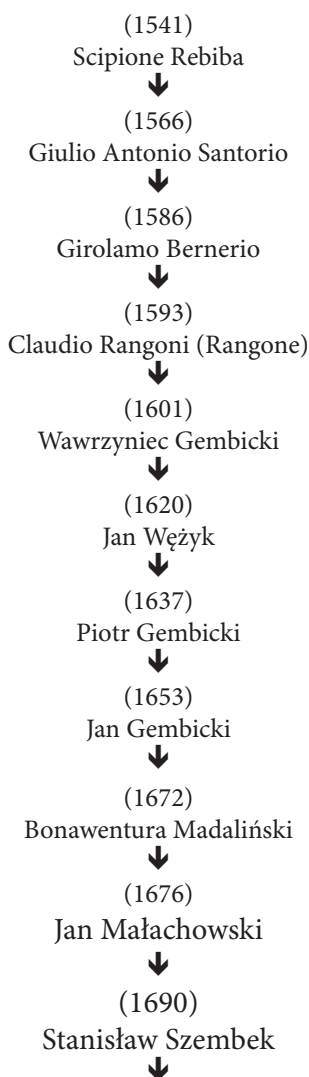 (1541)
Scipione Rebiba
🡳
(1566)
Giulio Antonio Santorio
🡳
(1586)
Girolamo Bernerio
🡳
(1593)
Claudio Rangoni (Rangone)
🡳
(1601)
Wawrzyniec Gembicki
🡳
(1620)
Jan Wężyk
🡳
(1637)
Piotr Gembicki
🡳
(1653)
Jan Gembicki
🡳
(1672)
Bonawentura Madaliński
🡳
(1676)
Jan Małachowski
🡳
(1690)
Stanisław Szembek
🡳